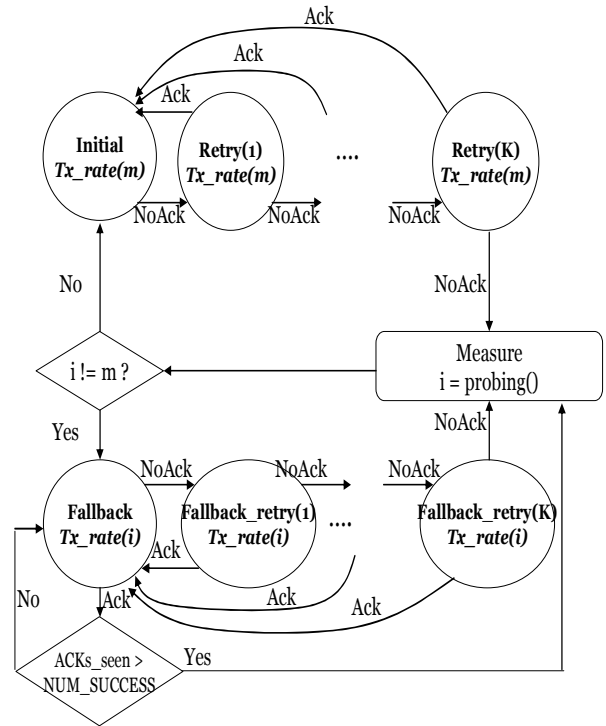 Ack
Ack
Ack
Initial
Tx_rate(m)
Retry(1)
Tx_rate(m)
....
Retry(K)
Tx_rate(m)
NoAck
NoAck
NoAck
No
NoAck
i != m ?
Measure
i = probing()
Yes
NoAck
NoAck
NoAck
NoAck
Fallback
Tx_rate(i)
Fallback_retry(1)
Tx_rate(i)
....
Fallback_retry(K)
Tx_rate(i)
Ack
No
Ack
Ack
Ack
ACKs_seen >
NUM_SUCCESS
Yes